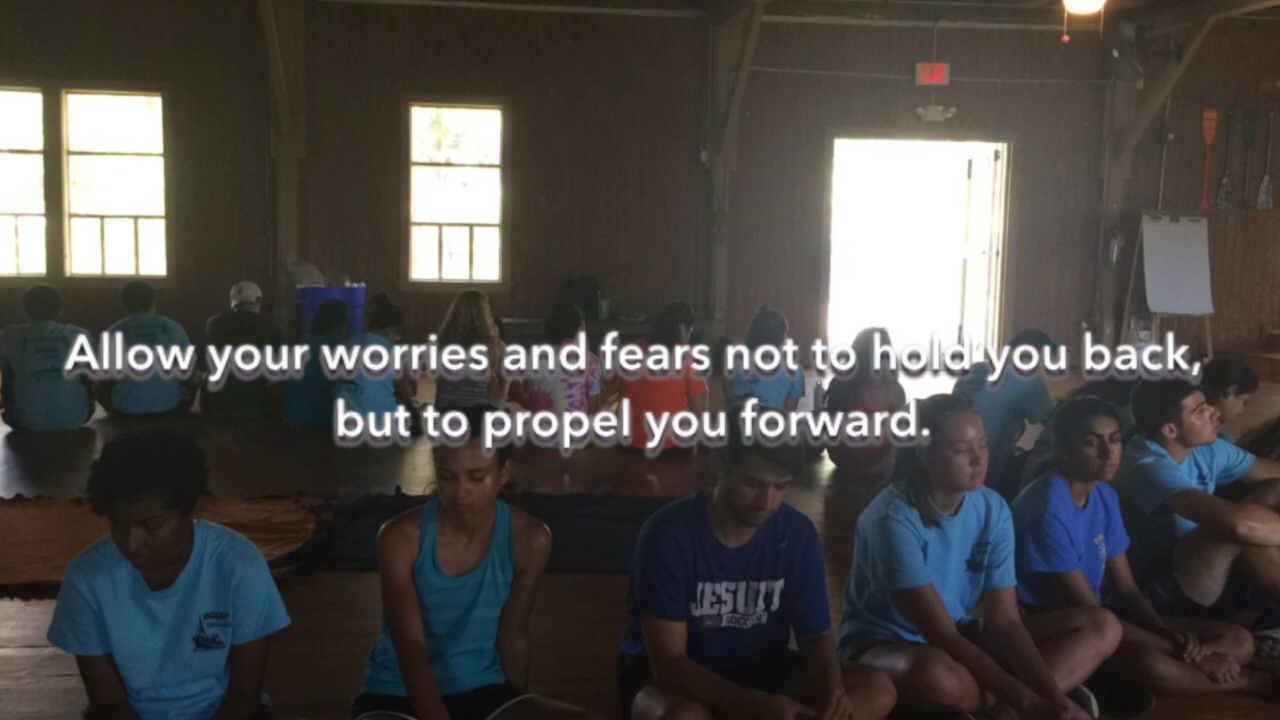 Allow your worries and fears not to hold you back,
but to propel you forward.
JESUIT